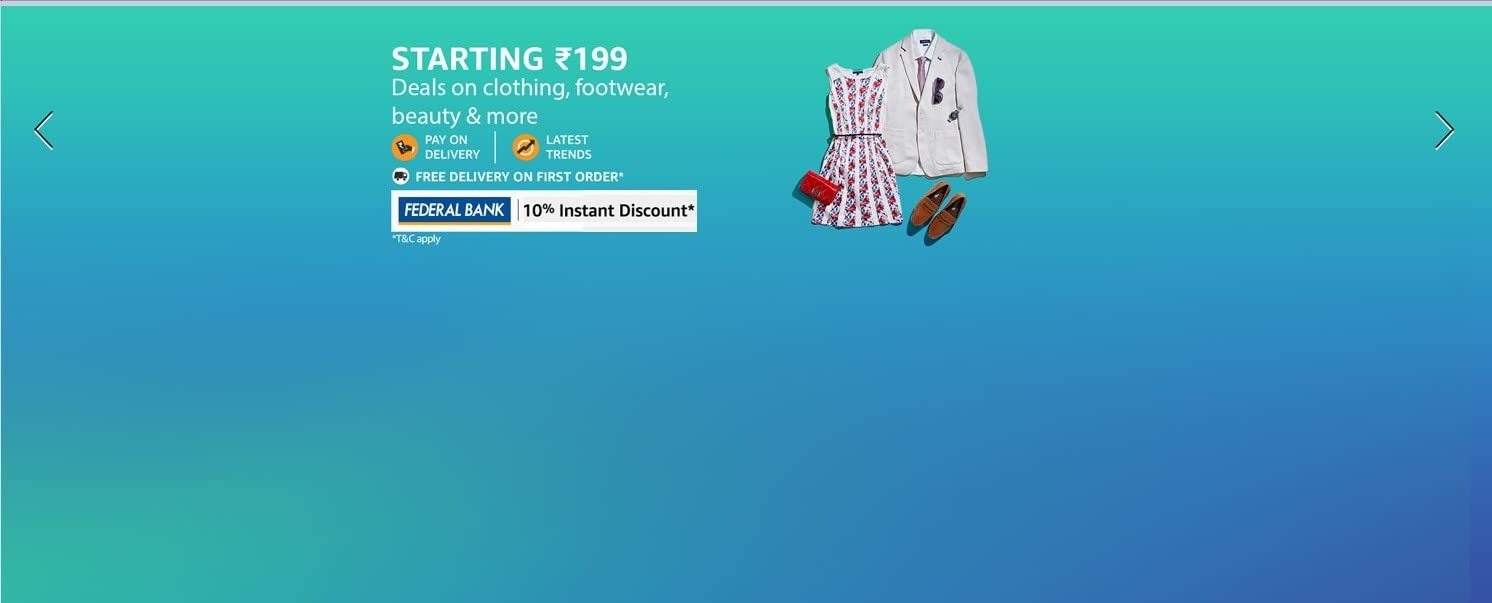 STARTING ₹199
Deals on clothing, footwear,
beauty & more
PAY ON
DELIVERY
LATEST
TRENDS
FREE DELIVERY ON FIRST ORDER*
FEDERAL BANK 10% Instant Discount*
*T&C apply